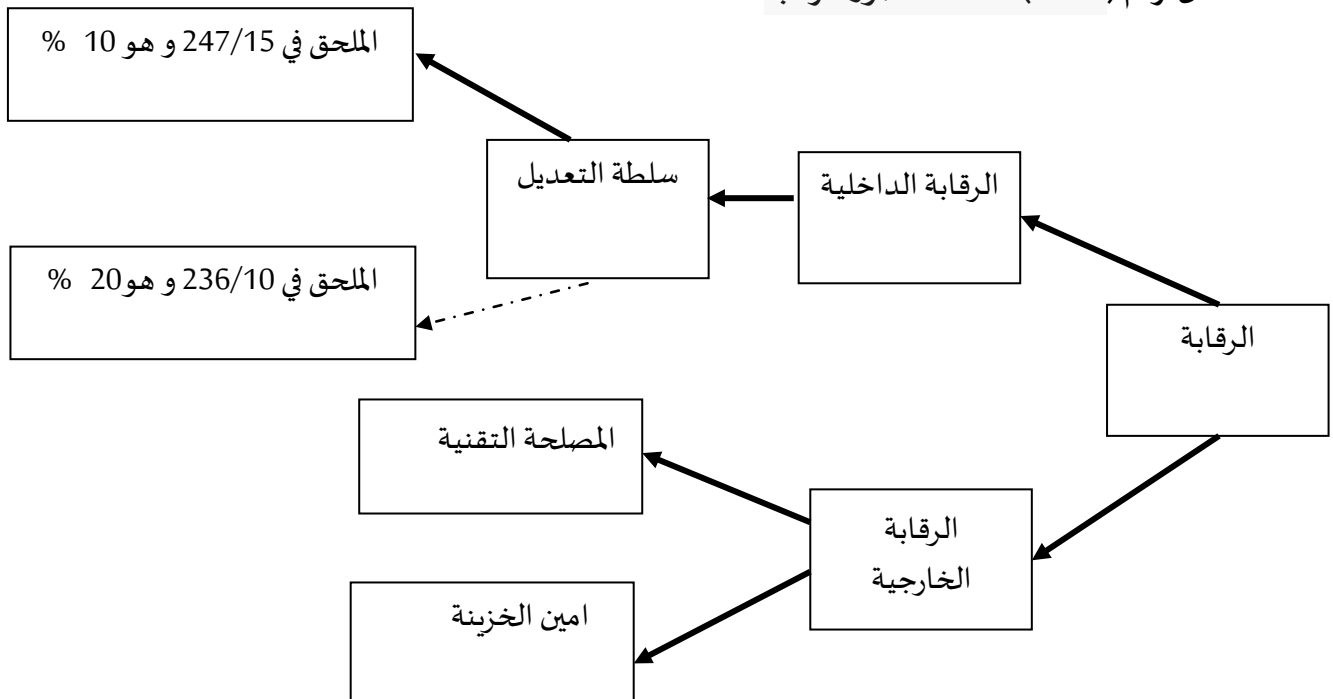 الملحق في 247/15 و هو 10 %
سلطة التعديل
الرقابة الداخلية
الملحق في 236/10 و هو20 %
الرقابة
المصلحة التقنية
الرقابة
الخارجية
امين الخزينة